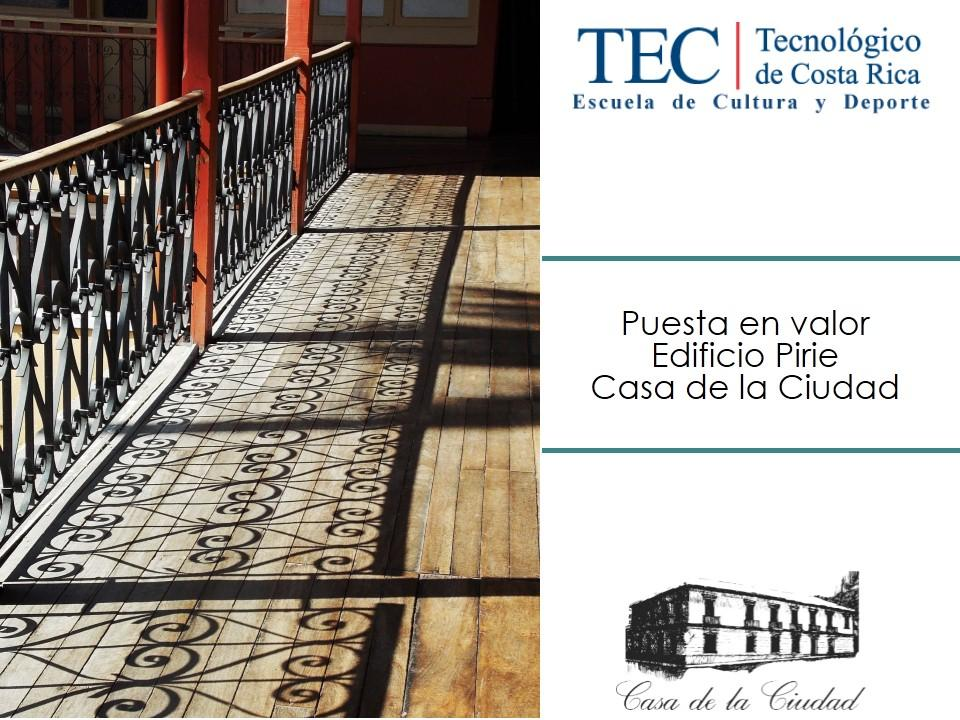 TEC
Tecnológico
de Costa Rica
Escuela de Cultura y Deporte
Puesta en valor
Edificio Pirie
Casa de la Ciudad
Casa de la Ciudad